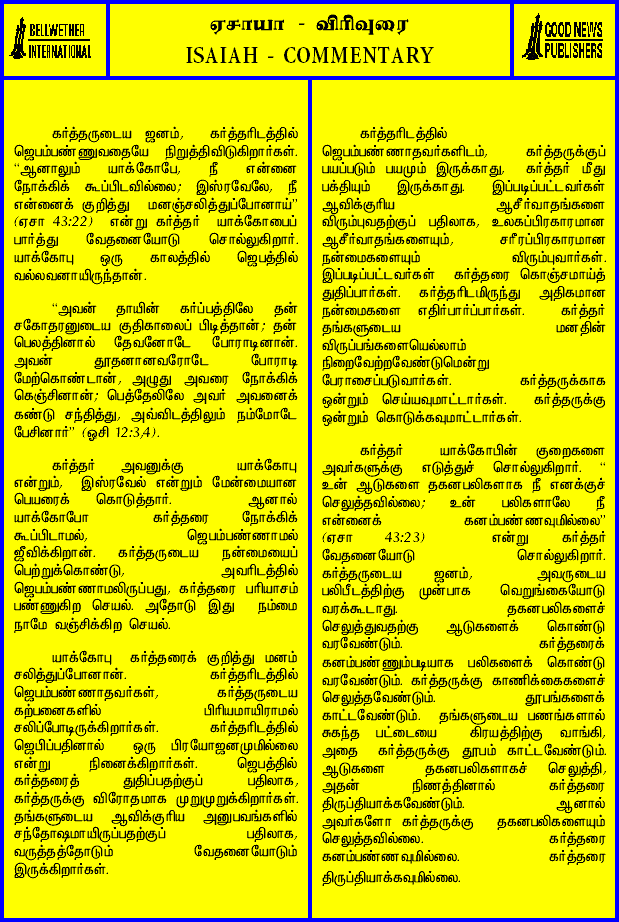 BELLWETHER
INTERNATIONAL
ஏசாயா - விரிவுரை
ISAIAH - COMMENTARY
GOOD NEWS
PUBLISHERS
கர்த்தருடைய ஜனம், கர்த்தரிடத்தில்
ஜெபம்பண்ணுவதையே நிறுத்திவிடுகிறார்கள்.
“ஆனாலும் யாக்கோபே, நீ என்னை
நோக்கிக் கூப்பிடவில்லை; இஸ்ரவேலே, நீ
என்னைக் குறித்து மனஞ்சலித்துப்போனாய்”
(ஏசா 43:22) என்று கர்த்தர் யாக்கோபைப்
பார்த்து வேதனையோடு சொல்லுகிறார்.
யாக்கோபு ஒரு காலத்தில் ஜெபத்தில்
வல்லவனாயிருந்தான்.
“அவன் தாயின் கர்ப்பத்திலே தன்
சகோதரனுடைய குதிகாலைப் பிடித்தான்; தன்
பெலத்தினால் தேவனோடே போராடினான்.
அவன் தூதனானவரோடே போராடி
மேற்கொண்டான், அழுது அவரை நோக்கிக்
கெஞ்சினான்; பெத்தேலிலே அவர் அவனைக்
கண்டு சந்தித்து, அவ்விடத்திலும் நம்மோடே
பேசினார்” (ஓசி 12:3,4).
கர்த்தர் அவனுக்கு யாக்கோபு
என்றும், இஸ்ரவேல் என்றும் மேன்மையான
பெயரைக் கொடுத்தார். ஆனால்
யாக்கோபோ கர்த்தரை நோக்கிக்
கூப்பிடாமல், ஜெபம்பண்ணாமல்
ஜீவிக்கிறான். கர்த்தருடைய நன்மையைப்
பெற்றுக்கொண்டு, அவரிடத்தில்
ஜெபம்பண்ணாமலிருப்பது, கர்த்தரை பரியாசம்
பண்ணுகிற செயல். அதோடு இது நம்மை
நாமே வஞ்சிக்கிற செயல்.
யாக்கோபு கர்த்தரைக் குறித்து மனம்
சலித்துப்போனான். கர்த்தரிடத்தில்
ஜெபம்பண்ணாதவர்கள், கர்த்தருடைய
கற்பனைகளில் பிரியமாயிராமல்
சலிப்போடிருக்கிறார்கள். கர்த்தரிடத்தில்
ஜெபிப்பதினால் ஒரு பிரயோஜனமுமில்லை
என்று நினைக்கிறார்கள். ஜெபத்தில்
கர்த்தரைத் துதிப்பதற்குப் பதிலாக,
கர்த்தருக்கு விரோதமாக முறுமுறுக்கிறார்கள்.
தங்களுடைய ஆவிக்குரிய அனுபவங்களில்
சந்தோஷமாயிருப்பதற்குப் பதிலாக,
வருத்தத்தோடும் வேதனையோடும்
இருக்கிறார்கள்.
கர்த்தரிடத்தில்
ஜெபம்பண்ணாதவர்களிடம், கர்த்தருக்குப்
பயப்படும் பயமும் இருக்காது, கர்த்தர் மீது
பக்தியும் இருக்காது. இப்படிப்பட்டவர்கள்
ஆவிக்குரிய ஆசீர்வாதங்களை
விரும்புவதற்குப் பதிலாக, உலகப்பிரகாரமான
ஆசீர்வாதங்களையும், சரீரப்பிரகாரமான
நன்மைகளையும் விரும்புவார்கள்.
இப்படிப்பட்டவர்கள் கர்த்தரை கொஞ்சமாய்த்
துதிப்பார்கள். கர்த்தரிடமிருந்து அதிகமான
நன்மைகளை எதிர்பார்ப்பார்கள். கர்த்தர்
தங்களுடைய மனதின்
விருப்பங்களையெல்லாம்
நிறைவேற்றவேண்டுமென்று
பேராசைப்படுவார்கள். கர்த்தருக்காக
ஒன்றும் செய்யவுமாட்டார்கள். கர்த்தருக்கு
ஒன்றும் கொடுக்கவுமாட்டார்கள்.
கர்த்தர் யாக்கோபின் குறைகளை
அவர்களுக்கு எடுத்துச் சொல்லுகிறார். “
உன் ஆடுகளை தகனபலிகளாக நீ எனக்குச்
செலுத்தவில்லை; உன் பலிகளாலே நீ
என்னைக் கனம்பண்ணவுமில்லை”
(ஏசா 43:23) என்று கர்த்தர்
வேதனையோடு சொல்லுகிறார்.
கர்த்தருடைய ஜனம், அவருடைய
பலிபீடத்திற்கு முன்பாக வெறுங்கையோடு
வரக்கூடாது. தகனபலிகளைச்
செலுத்துவதற்கு ஆடுகளைக் கொண்டு
வரவேண்டும். கர்த்தரைக்
கனம்பண்ணும்படியாக பலிகளைக் கொண்டு
வரவேண்டும். கர்த்தருக்கு காணிக்கைகளைச்
செலுத்தவேண்டும். தூபங்களைக்
காட்டவேண்டும். தங்களுடைய பணங்களால்
சுகந்த பட்டையை கிரயத்திற்கு வாங்கி,
அதை கர்த்தருக்கு தூபம் காட்டவேண்டும்.
ஆடுகளை தகனபலிகளாகச் செலுத்தி,
அதன் நிணத்தினால் கர்த்தரை
திருப்தியாக்கவேண்டும். ஆனால்
அவர்களோ கர்த்தருக்கு தகனபலிகளையும்
செலுத்தவில்லை. கர்த்தரை
கனம்பண்ணவுமில்லை. கர்த்தரை
திருப்தியாக்கவுமில்லை.